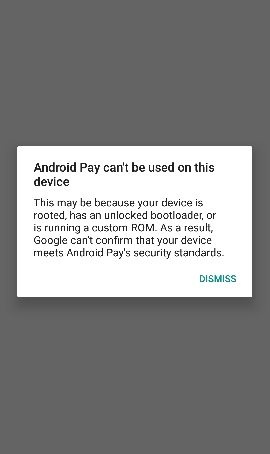 Android Pay can't be used on this
device
This may be because your device is
rooted, has an unlocked bootloader, or
is running a custom ROM. As a result,
Google can't confirm that your device
meets Android Pay's security standards.
DISMISS